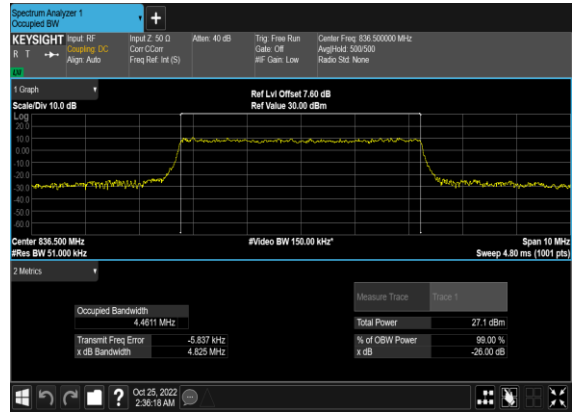 Spectrum Analyzer 1
Occupied BW
+
KEYSIGHT Input: RF Input Z: 50 Ω Atten: 40 dB Trig: Free Run Center Freq: 836.500000 MHz
R T Coupling: DC Corr CCorr Gate: Off Avg|Hold: 500/500
Align: Auto Freq Ref: Int (S) #IF Gain: Low Radio Std: None
LW
1 Graph
Ref Lvl Offset 7.60 dB
Scale/Div 10.0 dB Ref Value 30.00 dBm
Log
20.0
10.0
0.00
-10.0
-20.0
-30.0
-40.0
-50.0
-60.0
Center 836.500 MHz #Video BW 150.00 kHz* Span 10 MHz
#Res BW 51.000 kHz Sweep 4.80 ms (1001 pts)
2 Metrics
Measure Trace Trace 1
Occupied Bandwidth
4.4611 MHz Total Power 27.1 dBm
Transmit Freq Error -5.837 kHz % of OBW Power 99.00 %
x dB Bandwidth 4.825 MHz x dB -26.00 dB
? Oct 25, 2022
2:36:18 AM